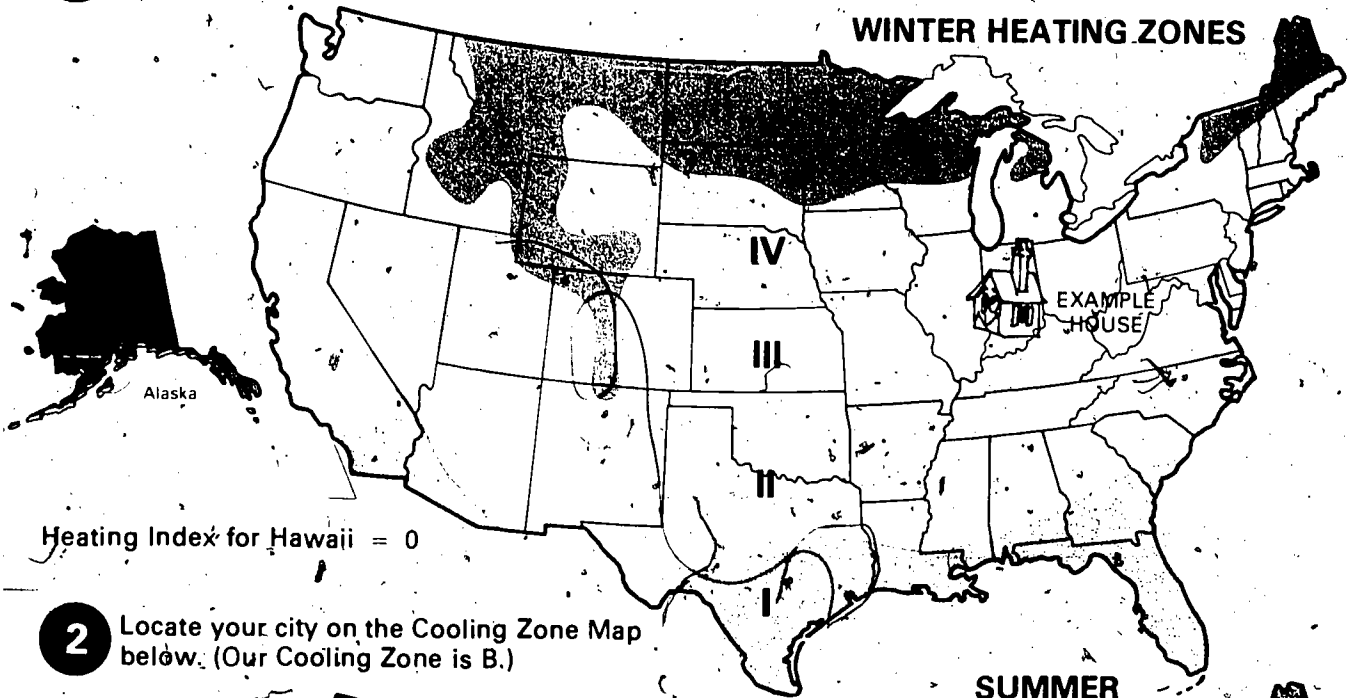 WINTER HEATING ZONES
IV
EXAMPLE
HOUSE
III
Alaska
II
Heating Index for Hawaii = 0
I
2 Locate your city on the Cooling Zone Map
below. (Our Cooling Zone is B.)
SUMMER